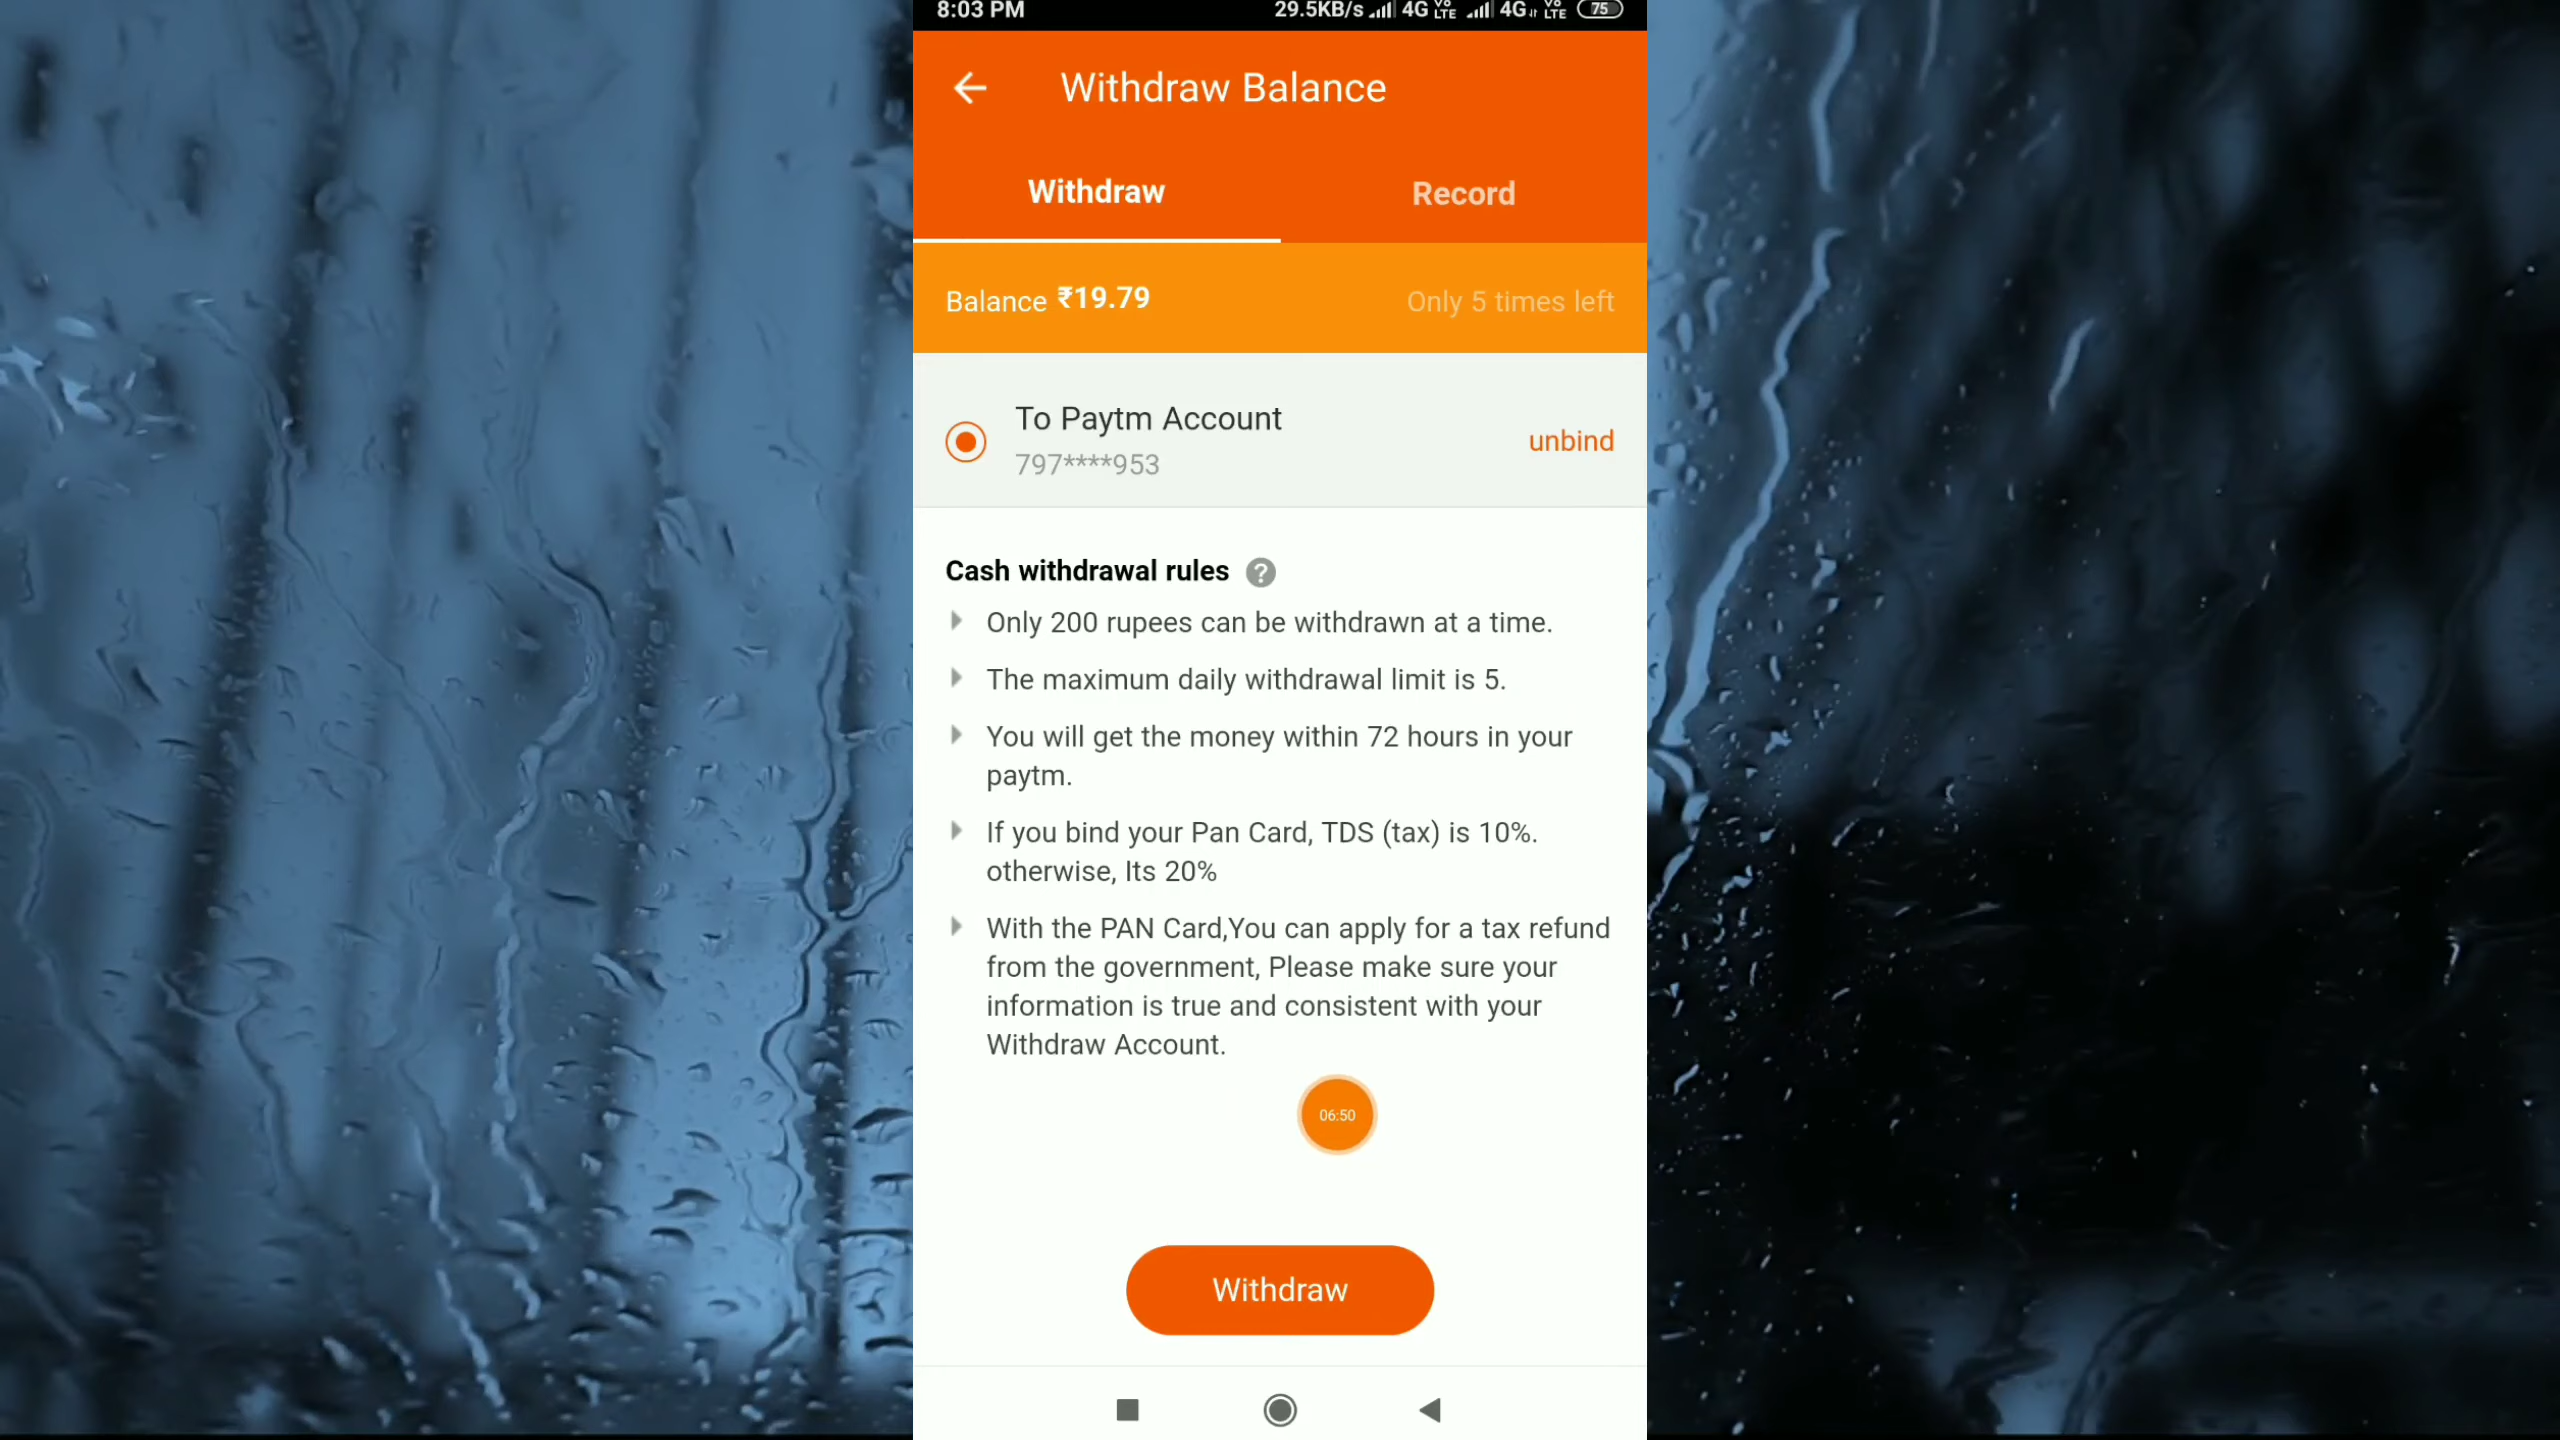 8:03 PM 29.5KB/s 4G Vo LTE 4G Vo LTE 75
Withdraw Balance
Withdraw Record
Balance ₹19.79 Only 5 times left
To Paytm Account
797****953
unbind
Cash withdrawal rules ?
Only 200 rupees can be withdrawn at a time.
The maximum daily withdrawal limit is 5.
You will get the money within 72 hours in your
paytm.
If you bind your Pan Card, TDS (tax) is 10%.
otherwise, Its 20%
With the PAN Card,You can apply for a tax refund
from the government, Please make sure your
information is true and consistent with your
Withdraw Account.
06:50
Withdraw